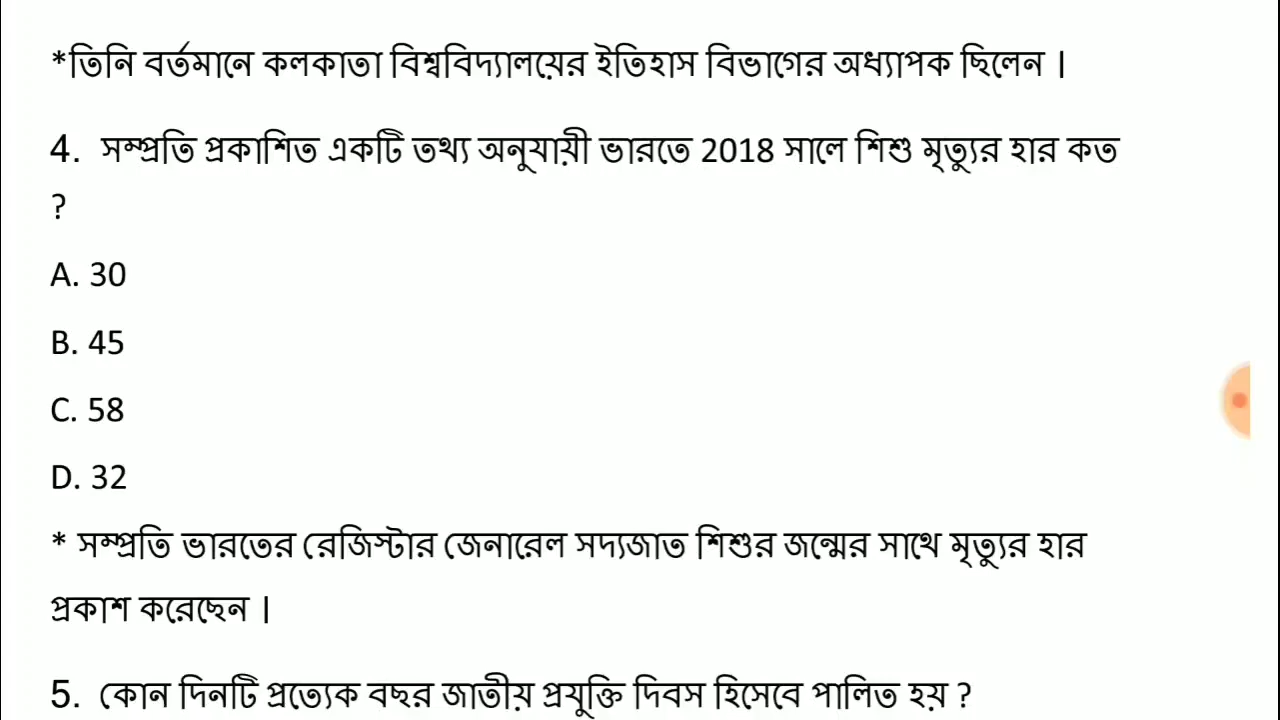 *তিনি বর্তমানে কলকাতা বিশ্ববিদ্যালয়ের ইতিহাস বিভাগের অধ্যাপক ছিলেন ।
4. সম্প্রতি প্রকাশিত একটি তথ্য অনুযায়ী ভারতে 2018 সালে শিশু মৃত্যুর হার কত
?
A. 30
B. 45
C. 58
D. 32
* সম্প্রতি ভারতের রেজিস্টার জেনারেল সদ্যজাত শিশুর জন্মের সাথে মৃত্যুর হার
প্রকাশ করেছেন ।
5. কোন দিনটি প্রত্যেক বছর জাতীয় প্রযুক্তি দিবস হিসেবে পালিত হয় ?